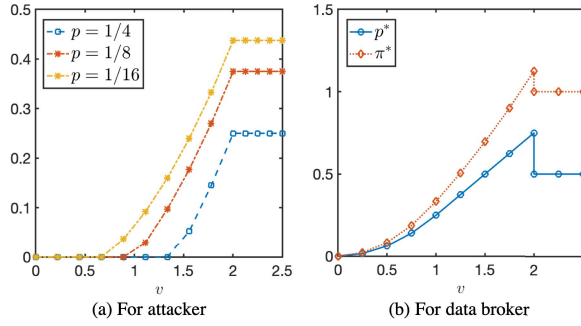 (a)
0.5
0.4
0.3
0.2
0.1
0
p = 1/4
p = 1/8
p = 1/16
0 0.5 1 1.5 2 2.5
v
(a) For attacker
(b)
1.5
1
0.5
0
p*
π*
0 0.5 1 1.5 2
v
(b) For data broker